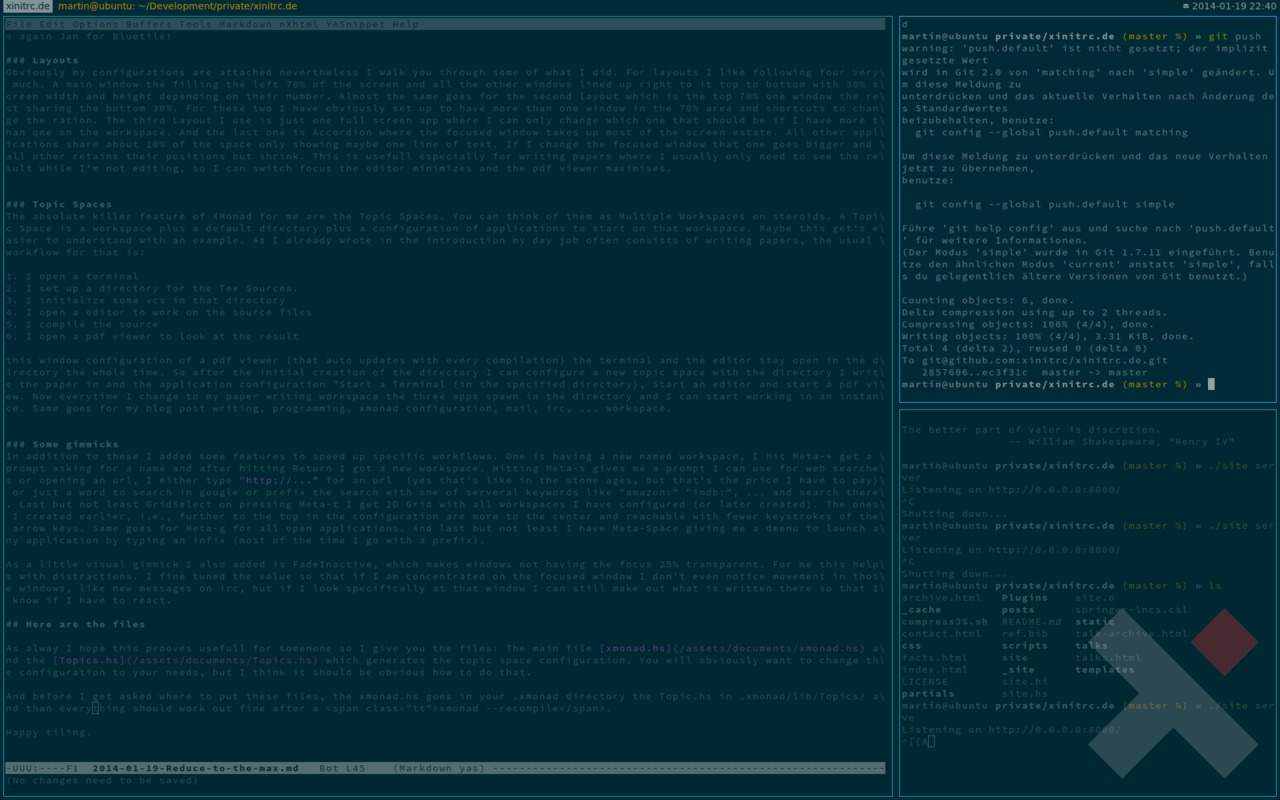 xinitrc.de martin@ubuntu: ~/Development/private/xinitrc.de
2014-01-19 22:40
File Edit Options Buffers Tools Markdown nXhtml YASnippet Help
s again Jan for Bluetile!
### Layouts
Obviously my configurations are attached nevertheless I walk you through some of what I did. For layouts I like following four very\
 much. A main window the filling the left 70% of the screen and all the other windows lined up right to it top to bottom with 30% s\
creen width and height depending on their number. Almost the same goes for the second layout which is the top 70% one window the re\
st sharing the bottom 30%. For these two I have obviously set up to have more than one window in the 70% area and shortcuts to chan\
ge the ration. The third Layout I use is just one full screen app where I can only change which one that should be if I have more t\
han one on the workspace. And the last one is Accordion where the focused window takes up most of the screen estate. All other appl\
ications share about 10% of the space only showing maybe one line of text. If I change the focused window that one goes bigger and \
all other retains their positions but shrink. This is usefull especially for writing papers where I usually only need to see the re\
sult while I'm not editing, so I can switch focus the editor minimizes and the pdf viewer maximises.
### Topic Spaces
The absolute killer feature of XMonad for me are the Topic Spaces. You can think of them as Multiple Workspaces on steroids. A Topi\
c Space is a workspace plus a default directory plus a configuration of applications to start on that workspace. Maybe this get's e\
asier to understand with an example. As I already wrote in the introduction my day job often consists of writing papers, the usual \
workflow for that is:
1. I open a terminal
2. I set up a directory for the Tex Sources.
3. I initialize some vcs in that directory
4. I open a editor to work on the source files
5. I compile the source
6. I open a pdf viewer to look at the result
this window configuration of a pdf viewer (that auto updates with every compilation) the terminal and the editor stay open in the d\
irectory the whole time. So after the initial creation of the directory I can configure a new topic space with the directory I writ\
e the paper in and the application configuration "Start a Terminal (in the specified directory), Start an editor and start a pdf vi\
ew. Now everytime I change to my paper writing workspace the three apps spawn in the directory and I can start working in an instan\
ce. Same goes for my blog post writing, programming, xmonad configuration, mail, irc, ... workspace.
### Some gimmicks
In addition to these I added some features to speed up specific workflows. One is having a new named workspace, I hit Meta-+ get a \
prompt asking for a name and after hitting Return I got a new workspace. Hitting Meta-s gives me a prompt I can use for web searche\
s or opening an url, I either type "http://..." for an url  (yes that's like in the stone ages, but that's the price I have to pay)\
 or just a word to search in google or prefix the search with one of serveral keywords like "amazon:" "imdb:", ... and search there\
. Last but not least GridSelect on pressing Meta-t I get 2D Grid with all workspaces I have configured (or later created). The ones\
 I created earlier, i.e., further to the top in the configuration are more to the center and reachable with fewer keystrokes of the\
 arrow keys. Same goes for Meta-g for all open applications. And last but not least I have Meta-Space giving me a dmenu to launch a\
ny application by typing an infix (most of the time I go with a prefix).
As a little visual gimmick I also added is FadeInactive, which makes windows not having the focus 25% transparent. For me this help\
s with distractions. I fine tuned the value so that if I am concentrated on the focused window I don't even notice movement in thos\
e windows, like new messages on irc, but if I look specifically at that window I can still make out what is written there so that I\
 know if I have to react.
## Here are the files
As alway I hope this prooves usefull for somenone so I give you the files: The main file [xmonad.hs](/assets/documents/xmonad.hs) a\
nd the [Topics.hs](/assets/documents/Topics.hs) which generates the topic space configuration. You will obviously want to change th\
e configuration to your needs, but I think it should be obvious how to do that.
And before I get asked where to put these files, the xmonad.hs goes in your .xmonad directory the Topic.hs in .xmonad/lib/Topics/ a\
nd than everything should work out fine after a <span class="tt">xmonad --recompile</span>.
Happy tiling.
-UUU:----F1  2014-01-19-Reduce-to-the-max.md   Bot L45    (Markdown yas) ------------------------------------------------------------
(No changes need to be saved)
d
martin@ubuntu private/xinitrc.de (master %) » git push
warning: 'push.default' ist nicht gesetzt; der implizit
gesetzte Wert
wird in Git 2.0 von 'matching' nach 'simple' geändert. U
m diese Meldung zu
unterdrücken und das aktuelle Verhalten nach Änderung de
s Standardwertes
beizubehalten, benutze:
  git config --global push.default matching
Um diese Meldung zu unterdrücken und das neue Verhalten
jetzt zu übernehmen,
benutze:
  git config --global push.default simple
Führe 'git help config' aus und suche nach 'push.default
' für weitere Informationen.
(Der Modus 'simple' wurde in Git 1.7.11 eingeführt. Benu
tze den ähnlichen Modus 'current' anstatt 'simple', fall
s du gelegentlich ältere Versionen von Git benutzt.)
Counting objects: 6, done.
Delta compression using up to 2 threads.
Compressing objects: 100% (4/4), done.
Writing objects: 100% (4/4), 3.31 KiB, done.
Total 4 (delta 2), reused 0 (delta 0)
To git@github.com:xinitrc/xinitrc.de.git
   2857606..ec3f31c  master -> master
martin@ubuntu private/xinitrc.de (master %) »
The better part of valor is discretion.
                -- William Shakespeare, "Henry IV"
martin@ubuntu private/xinitrc.de (master %) » ./site ser
ver
Listening on http://0.0.0.0:8000/
^C
Shutting down...
martin@ubuntu private/xinitrc.de (master %) » ./site ser
ver
Listening on http://0.0.0.0:8000/
^C
Shutting down...
martin@ubuntu private/xinitrc.de (master %) » ls
archive.html   Plugins    site.o
_cache         posts      springer-lncs.csl
compressJS.sh  README.md  static
contact.html   ref.bib    talk-archive.html
css            scripts    talks
facts.html     site       talks.html
index.html     _site      templates
LICENSE        site.hi
partials       site.hs
martin@ubuntu private/xinitrc.de (master %) » ./site ser
ve
Listening on http://0.0.0.0:8000/
^[[A